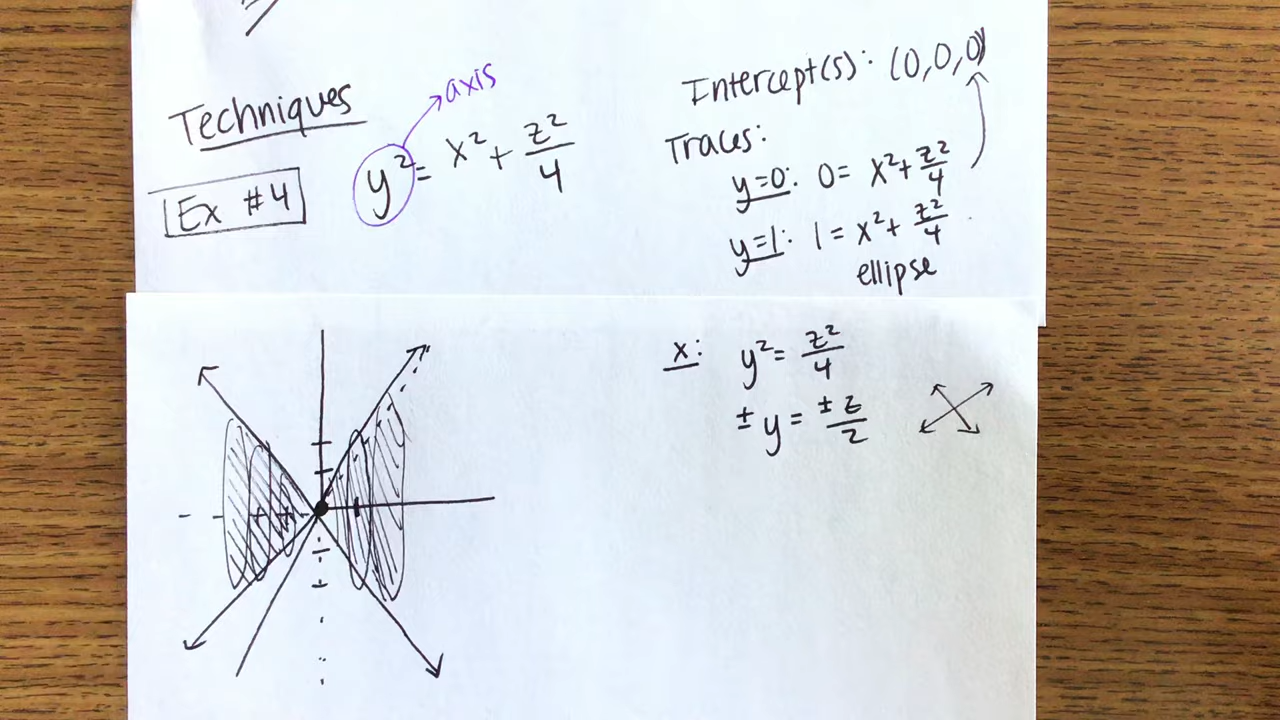 Techniques
Ex #4
y² = x² + z²/4
axis
Intercept(s): (0,0,0)
Traces:
y=0: 0 = x² + z²/4
y=1: 1 = x² + z²/4
ellipse
x: y² = z²/4
± y = ± z/2